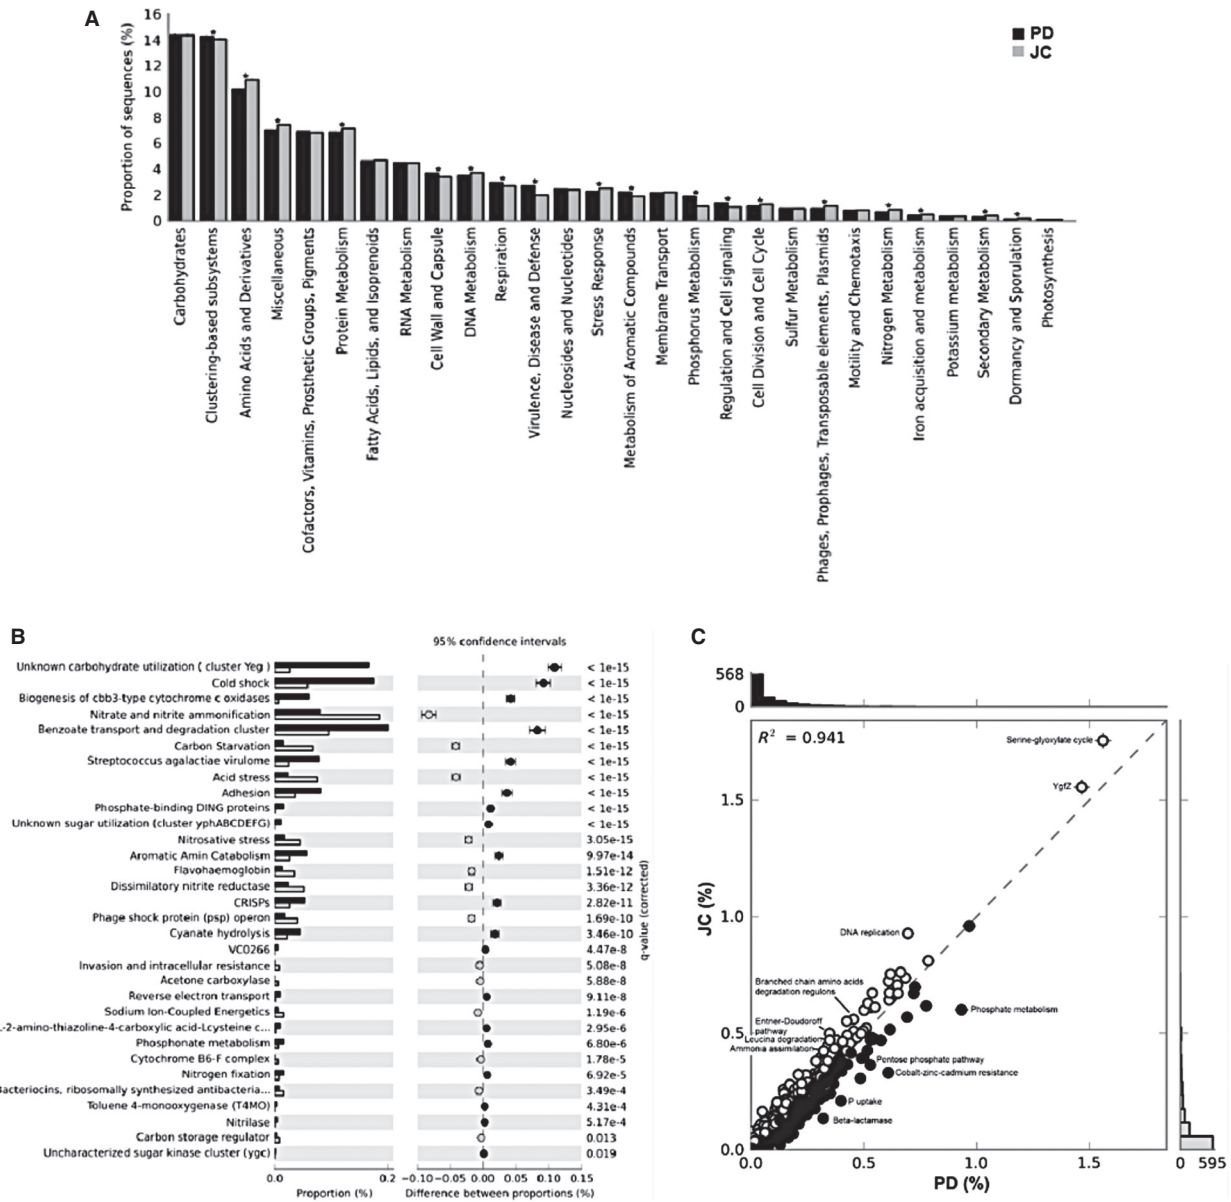 A
16
14
12
10
8
6
4
2
0
Proportion of sequences (%)
PD
JC
Carbohydrates
Clustering-based subsystems
Amino Acids and Derivatives
Miscellaneous
Cofactors, Vitamins, Prosthetic Groups, Pigments
Protein Metabolism
Fatty Acids, Lipids, and Isoprenoids
RNA Metabolism
Cell Wall and Capsule
DNA Metabolism
Respiration
Virulence, Disease and Defense
Nucleosides and Nucleotides
Stress Response
Metabolism of Aromatic Compounds
Membrane Transport
Phosphorus Metabolism
Regulation and Cell signaling
Cell Division and Cell Cycle
Sulfur Metabolism
Phages, Prophages, Transposable elements, Plasmids
Motility and Chemotaxis
Nitrogen Metabolism
Iron acquisition and metabolism
Potassium metabolism
Secondary Metabolism
Dormancy and Sporulation
Photosynthesis
B
95% confidence intervals
Unknown carbohydrate utilization ( cluster Yeg ) < 1e-15
Cold shock < 1e-15
Biogenesis of cbb3-type cytochrome c oxidases < 1e-15
Nitrate and nitrite ammonification < 1e-15
Benzoate transport and degradation cluster < 1e-15
Carbon Starvation < 1e-15
Streptococcus agalactiae virulome < 1e-15
Acid stress < 1e-15
Adhesion < 1e-15
Phosphate-binding DING proteins < 1e-15
Unknown sugar utilization (cluster yphABCDEFG) < 1e-15
Nitrosative stress 3.05e-15
Aromatic Amin Catabolism 9.97e-14
Flavohaemoglobin 1.51e-12
Dissimilatory nitrite reductase 3.36e-12
CRISPs 2.82e-11
Phage shock protein (psp) operon 1.69e-10
Cyanate hydrolysis 3.46e-10
VC0266 4.47e-8
Invasion and intracellular resistance 5.08e-8
Acetone carboxylase 5.88e-8
Reverse electron transport 9.11e-8
Sodium Ion-Coupled Energetics 1.19e-6
L-2-amino-thiazoline-4-carboxylic acid-Lcysteine c... 2.95e-6
Phosphonate metabolism 6.80e-6
Cytochrome B6-F complex 1.78e-5
Nitrogen fixation 6.92e-5
Bacteriocins, ribosomally synthesized antibacteria... 3.49e-4
Toluene 4-monooxygenase (T4MO) 4.31e-4
Nitrilase 5.17e-4
Carbon storage regulator 0.013
Uncharacterized sugar kinase cluster (ygc) 0.019
q-value (corrected)
0.0 0.2 -0.10 -0.05 0.00 0.05 0.10 0.15
Proportion (%) Difference between proportions (%)
C
568
0
R² = 0.941
Serine-glyoxylate cycle
YgfZ
1.5
JC (%)
1.0
DNA replication
Branched chain amino acids
degradation regulons
Phosphate metabolism
Entner-Doudoroff
pathway
0.5
Leucina degradation
Ammonia assimilation
Pentose phosphate pathway
Cobalt-zinc-cadmium resistance
P uptake
Beta-lactamase
0.0
0.0 0.5 1.0 1.5 0 595
PD (%)